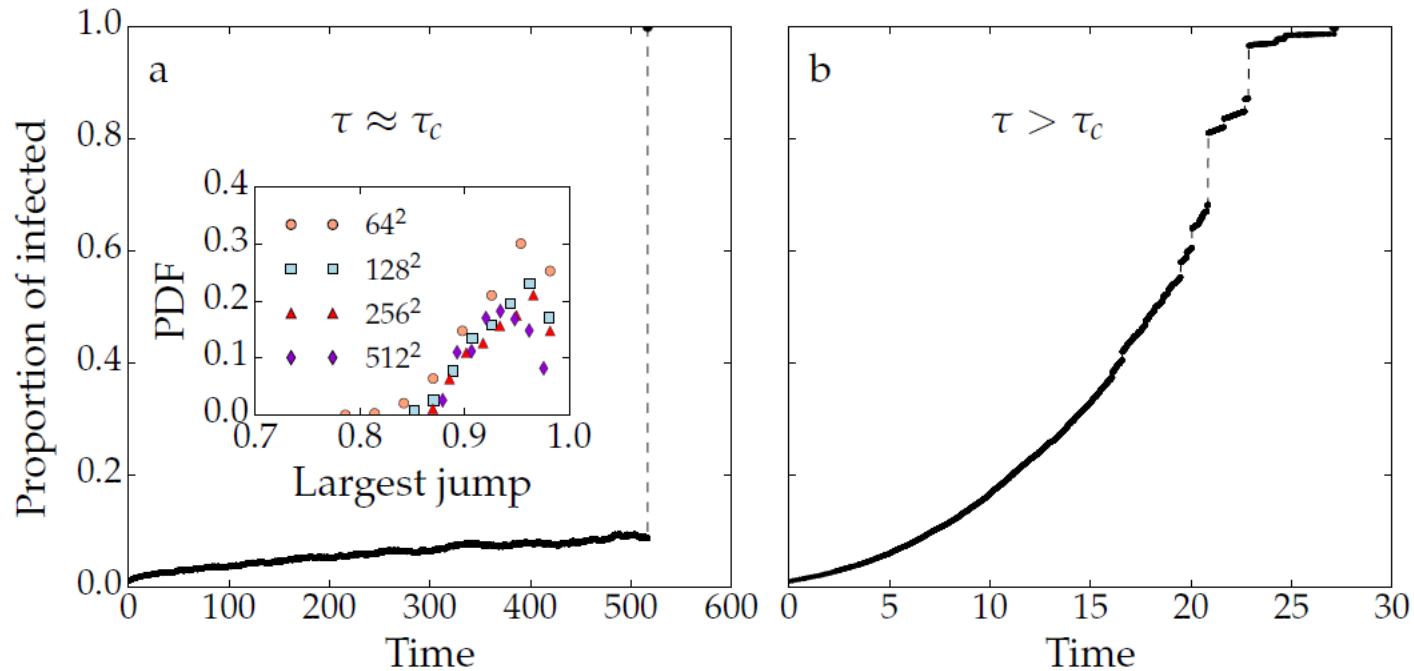 a
τ ≈ τc
Proportion of infected
1.0
0.8
0.6
0.4
0.2
0.0
0 100 200 300 400 500 600
Time
PDF
0.4
0.3
0.2
0.1
0.0
64²
128²
256²
512²
0.7 0.8 0.9 1.0
Largest jump
b
τ > τc
0 5 10 15 20 25 30
Time